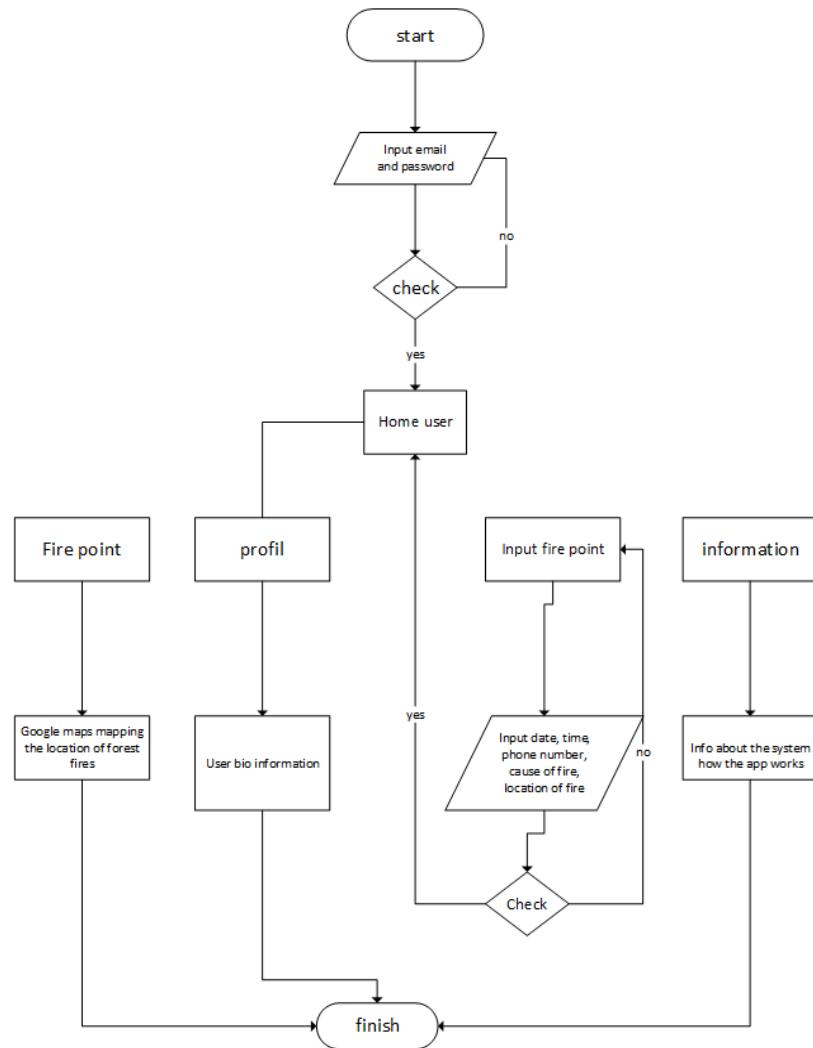 start
Input email
and password
no
check
yes
Home user
Fire point
profil
Input fire point
information
Google maps mapping
the location of forest
fires
User bio information
yes
Input date, time,
phone number,
cause of fire,
location of fire
no
Info about the system
how the app works
Check
finish